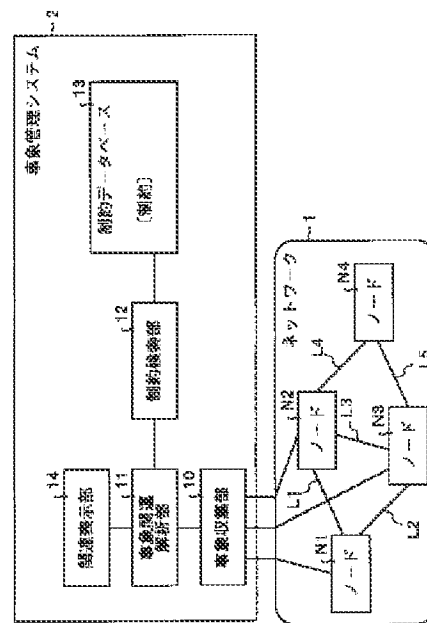 2
事象管理システム
13
制約データベース
〔制約〕
12
制約検索部
14
関連表示部
11
事象関連
解析部
10
事象収集部
1
ネットワーク
N4
ノード
L4
L5
N2
ノード
L3
N3
ノード
L1
L2
N1
ノード